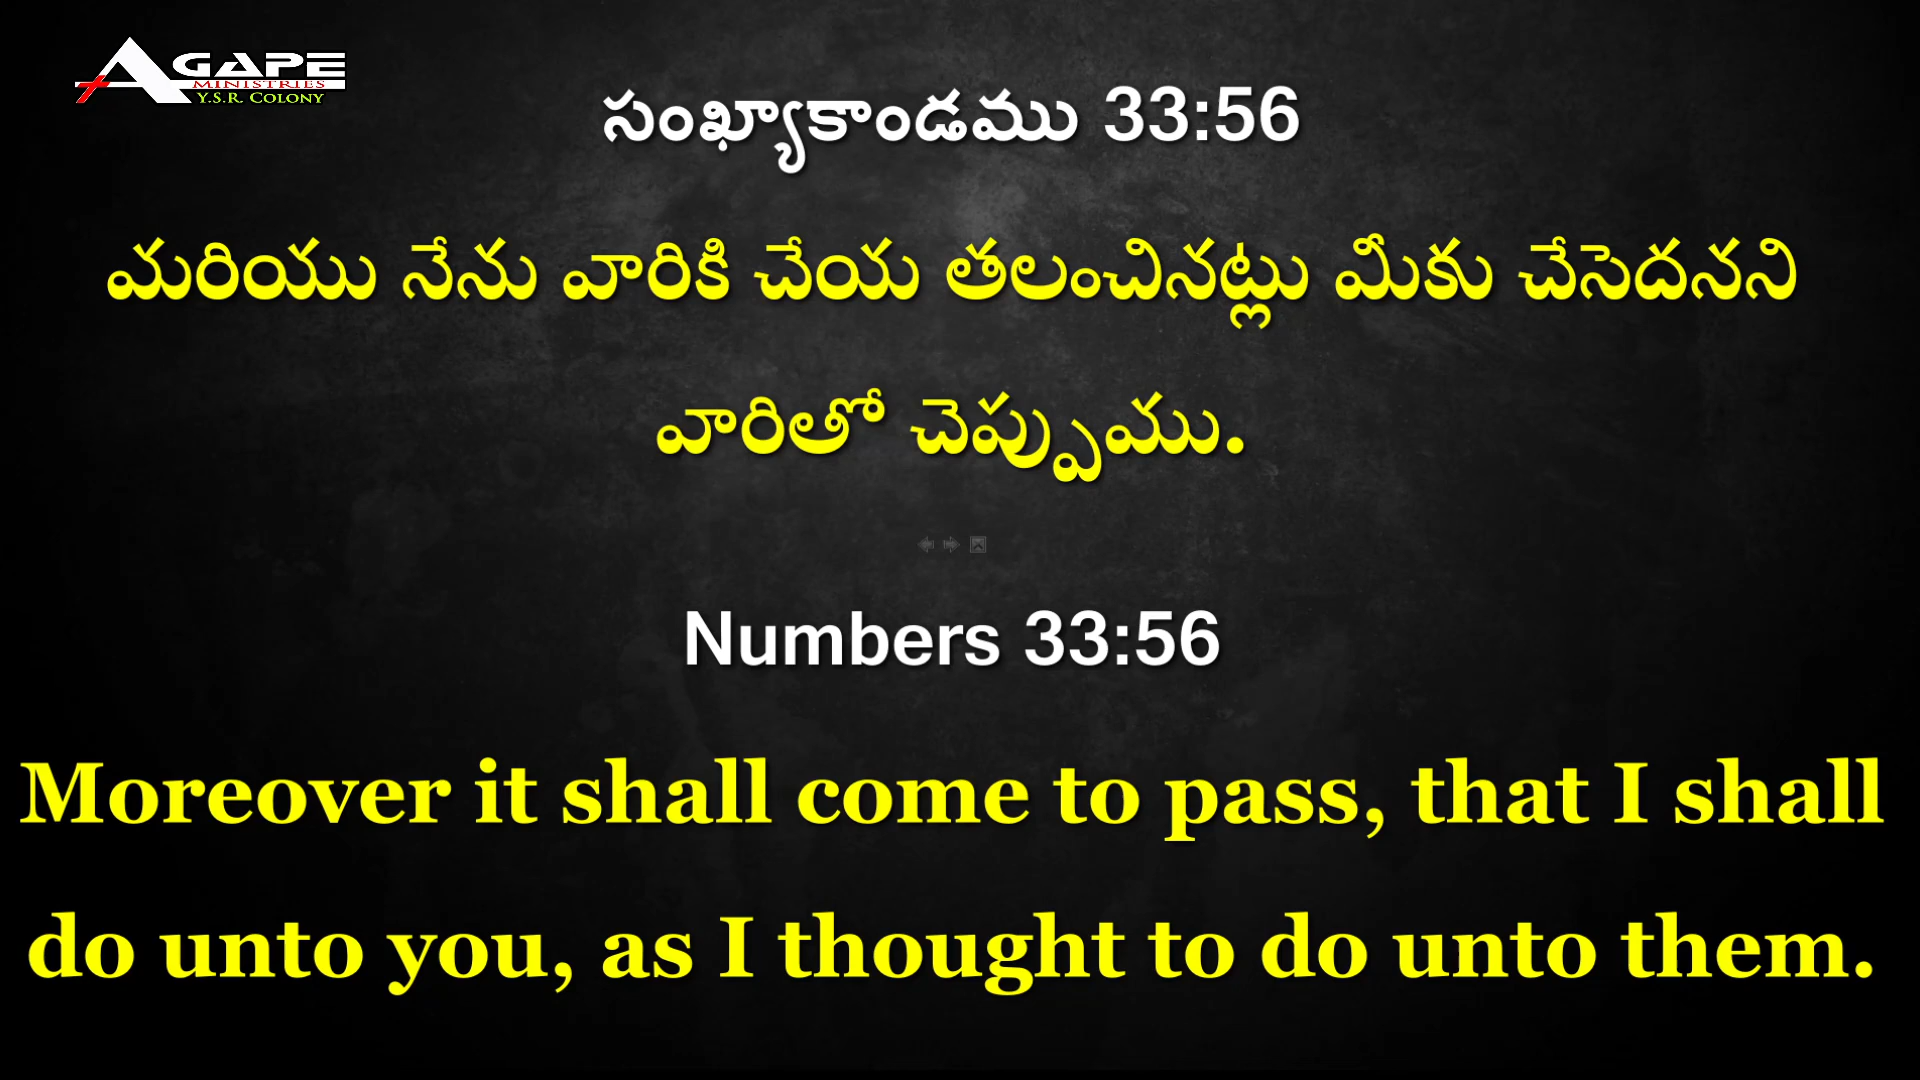 AGAPE
MINISTRIES
Y.S.R. COLONY
సంఖ్యాకాండము 33:56
మరియు నేను వారికి చేయ తలంచినట్లు మీకు చేసెదనని
వారితో చెప్పుము.
Numbers 33:56
Moreover it shall come to pass, that I shall
do unto you, as I thought to do unto them.